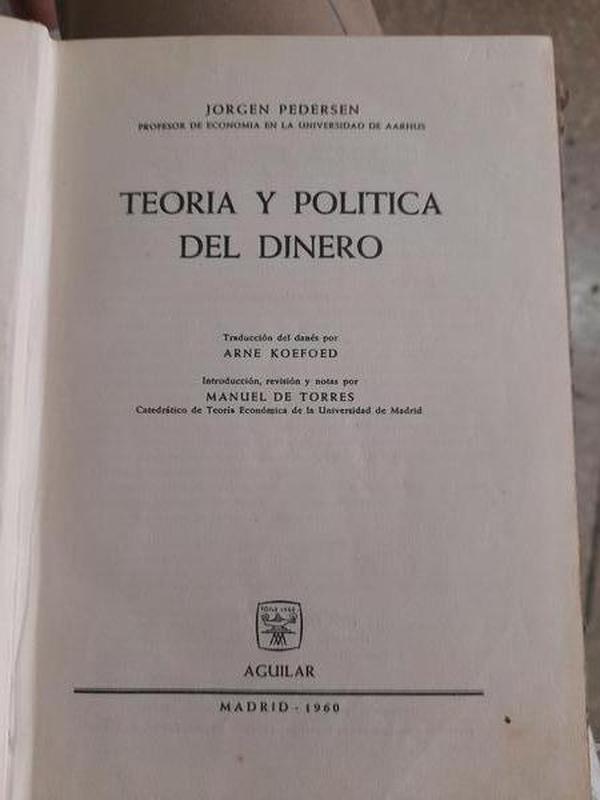 JORGEN PEDERSEN
PROFESOR DE ECONOMIA EN LA UNIVERSIDAD DE AARHUS
TEORIA Y POLITICA
DEL DINERO
Traducción del danés por
ARNE KOEFOED
Introducción, revisión y notas por
MANUEL DE TORRES
Catedrático de Teoría Económica de la Universidad de Madrid
AGUILAR
MADRID - 1960